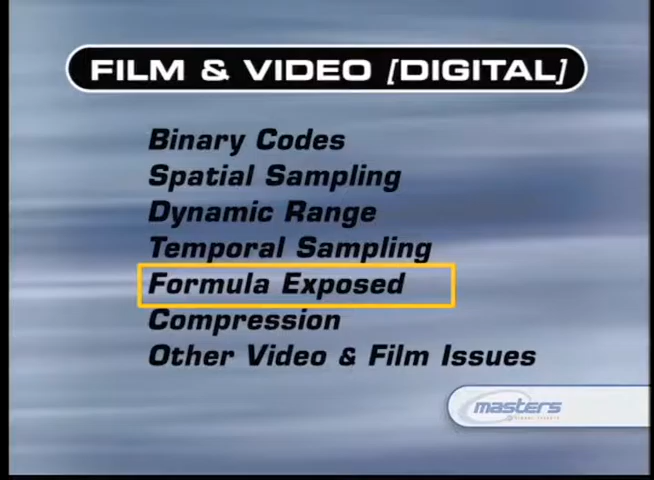 FILM & VIDEO [DIGITAL]
Binary Codes
Spatial Sampling
Dynamic Range
Temporal Sampling
Formula Exposed
Compression
Other Video & Film Issues
masters